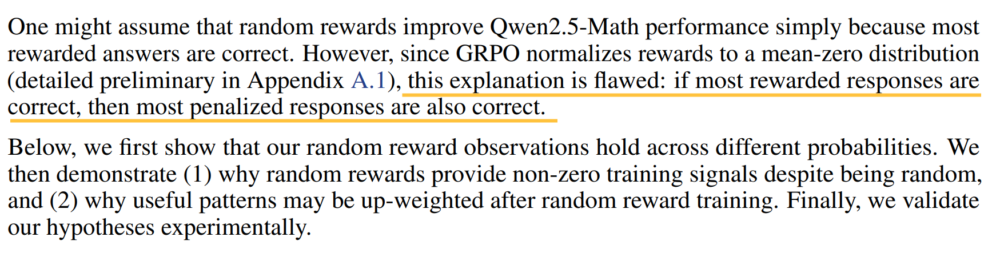 One might assume that random rewards improve Qwen2.5-Math performance simply because most
rewarded answers are correct. However, since GRPO normalizes rewards to a mean-zero distribution
(detailed preliminary in Appendix A.1), this explanation is flawed: if most rewarded responses are
correct, then most penalized responses are also correct.
Below, we first show that our random reward observations hold across different probabilities. We
then demonstrate (1) why random rewards provide non-zero training signals despite being random,
and (2) why useful patterns may be up-weighted after random reward training. Finally, we validate
our hypotheses experimentally.